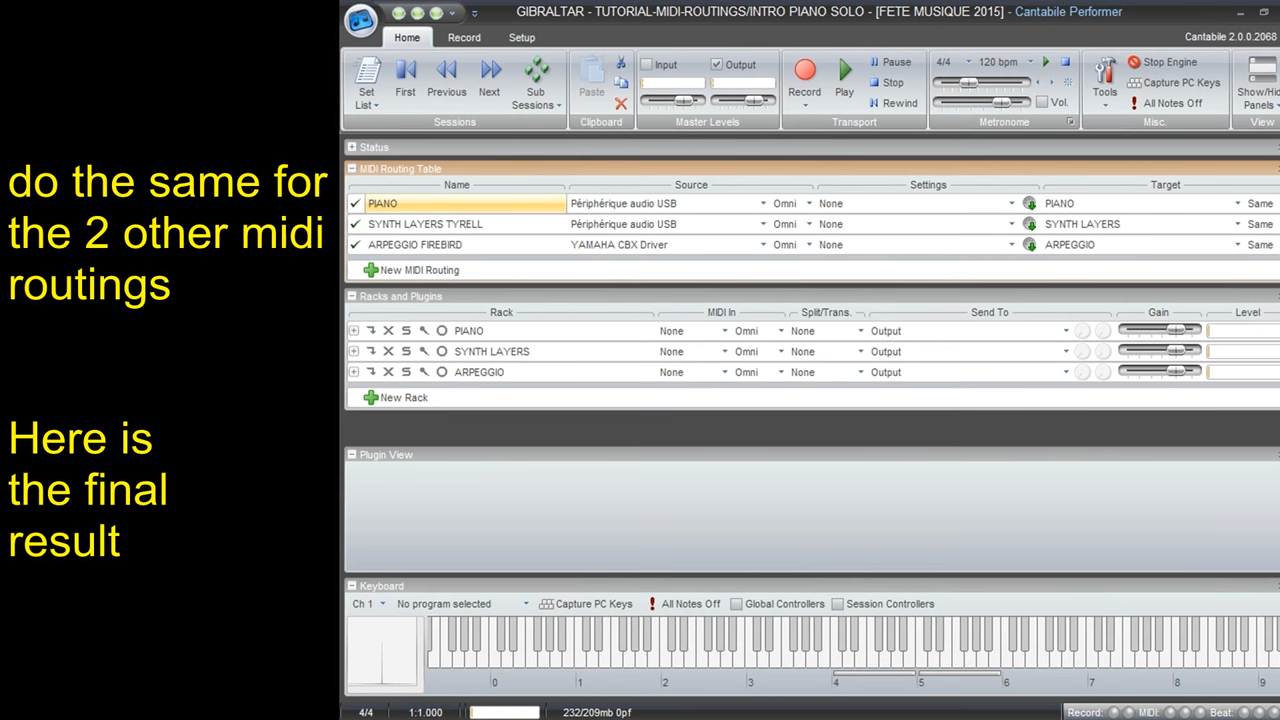 GIBRALTAR - TUTORIAL-MIDI-ROUTINGS/INTRO PIANO SOLO - [FETE MUSIQUE 2015] - Cantabile Performer
Home Record Setup
Cantabile 2.0.0.2068
Set List
First
Previous
Next
Sub Sessions
Sessions
Paste
Clipboard
Input Output
Master Levels
Record
Play
Pause
Stop
Rewind
Transport
4/4 120 bpm
Vol.
Metronome
Tools
Stop Engine
Capture PC Keys
All Notes Off
Misc.
Show/Hi
Panels
View
do the same for
the 2 other midi
routings
Here is
the final
result
Status
MIDI Routing Table
Name Source Settings Target
PIANO Périphérique audio USB Omni None PIANO Same
SYNTH LAYERS TYRELL Périphérique audio USB Omni None SYNTH LAYERS Same
ARPEGGIO FIREBIRD YAMAHA CBX Driver Omni None ARPEGGIO Same
New MIDI Routing
Racks and Plugins
Rack MIDI In Split/Trans. Send To Gain Level
S PIANO None Omni None Output
S SYNTH LAYERS None Omni None Output
S ARPEGGIO None Omni None Output
New Rack
Plugin View
Keyboard
Ch 1 No program selected Capture PC Keys All Notes Off Global Controllers Session Controllers
0 1 2 3 4 5 6 7 8 9
4/4 1:1.000 232/209mb 0pf Record: MIDI: Beat: